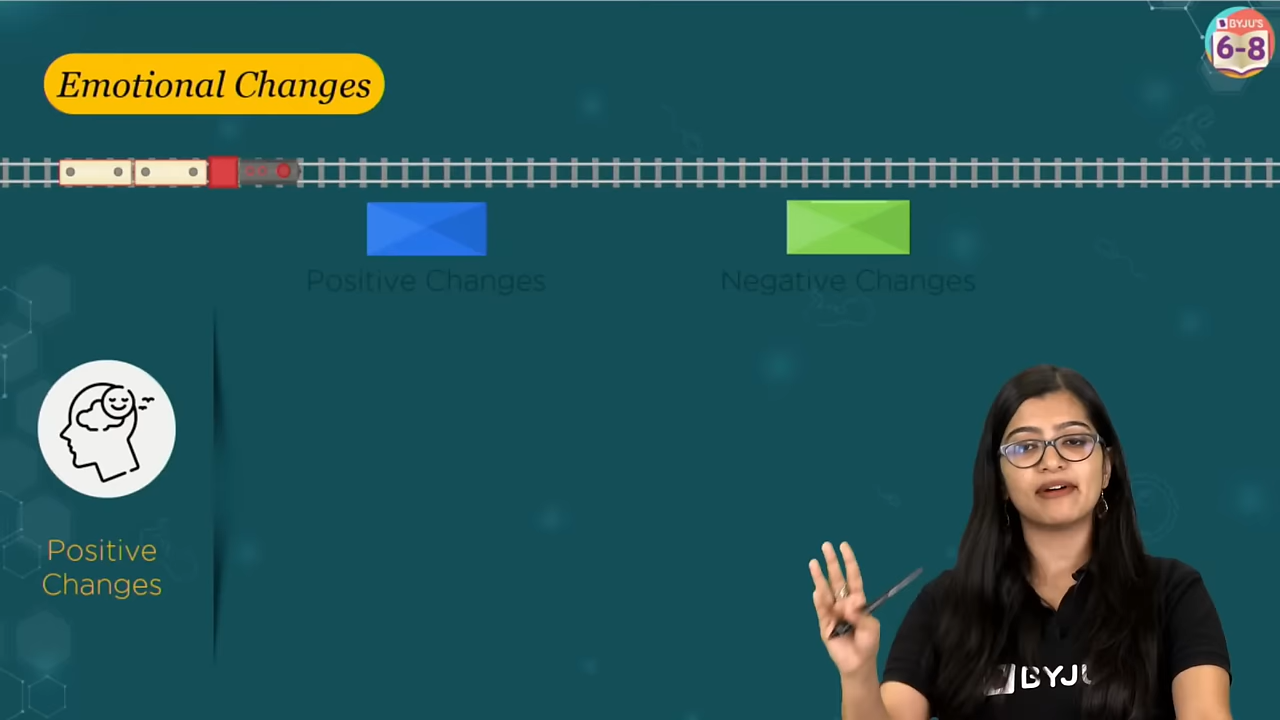 BYJU'S
6-8
Emotional Changes
Positive Changes
Negative Changes
Positive
Changes
BYJU